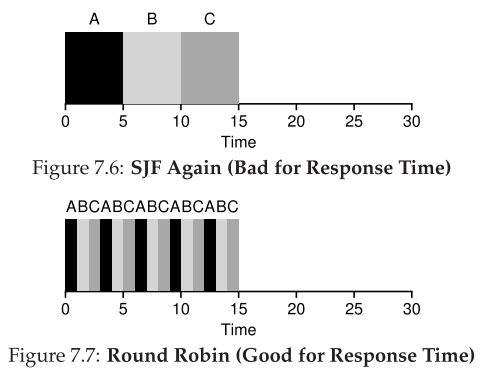 A B C
0 5 10 15 20 25 30
Time
Figure 7.6: SJF Again (Bad for Response Time)
ABCABCABCABCABC
0 5 10 15 20 25 30
Time
Figure 7.7: Round Robin (Good for Response Time)